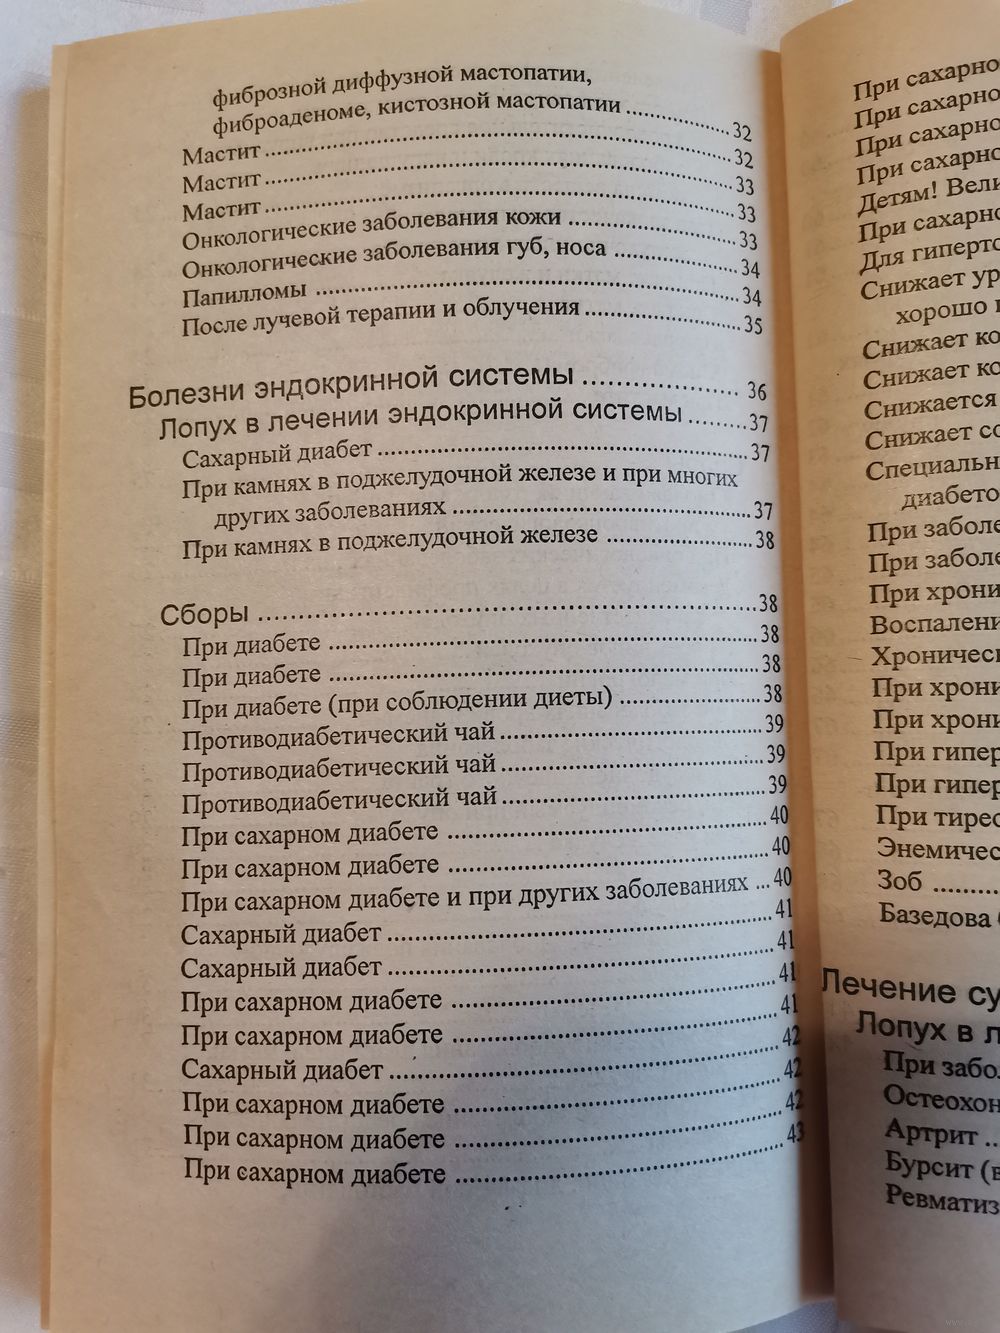 фиброзной диффузной мастопатии,
фиброаденоме, кистозной мастопатии ................32
Мастит ................32
Мастит ................33
Мастит ................33
Онкологические заболевания кожи ................33
Онкологические заболевания губ, носа ................34
Папилломы ................34
После лучевой терапии и облучения ................35
Болезни эндокринной системы ................ 36
Лопух в лечении эндокринной системы .........37
Сахарный диабет ................37
При камнях в поджелудочной железе и при многих
других заболеваниях ................37
При камнях в поджелудочной железе ................38
Сборы ................38
При диабете ................38
При диабете ................38
При диабете (при соблюдении диеты) ................38
Противодиабетический чай ................39
Противодиабетический чай ................39
Противодиабетический чай ................39
При сахарном диабете ................40
При сахарном диабете ................40
При сахарном диабете и при других заболеваниях ...40
Сахарный диабет ................41
Сахарный диабет ................41
При сахарном диабете ................41
При сахарном диабете ................41
Сахарный диабет ................42
При сахарном диабете ................42
При сахарном диабете ................42
При сахарном диабете ................43
При сахарно
При сахарно
При сахарно
При сахарно
Детям! Вели
При сахарно
Для гиперто
Снижает ур
хорошо
Снижает ко
Снижает ко
Снижается
Снижает со
Специальн
диабето
При заболе
При заболе
При хрони
Воспалени
Хроническ
При хрони
При хрони
При гипер
При гипер
При тирео
Энемичес
Зоб ..........
Базедова
Лечение су
Лопух в л
При забо
Остеохон
Артрит ..
Бурсит (в
Ревматиз